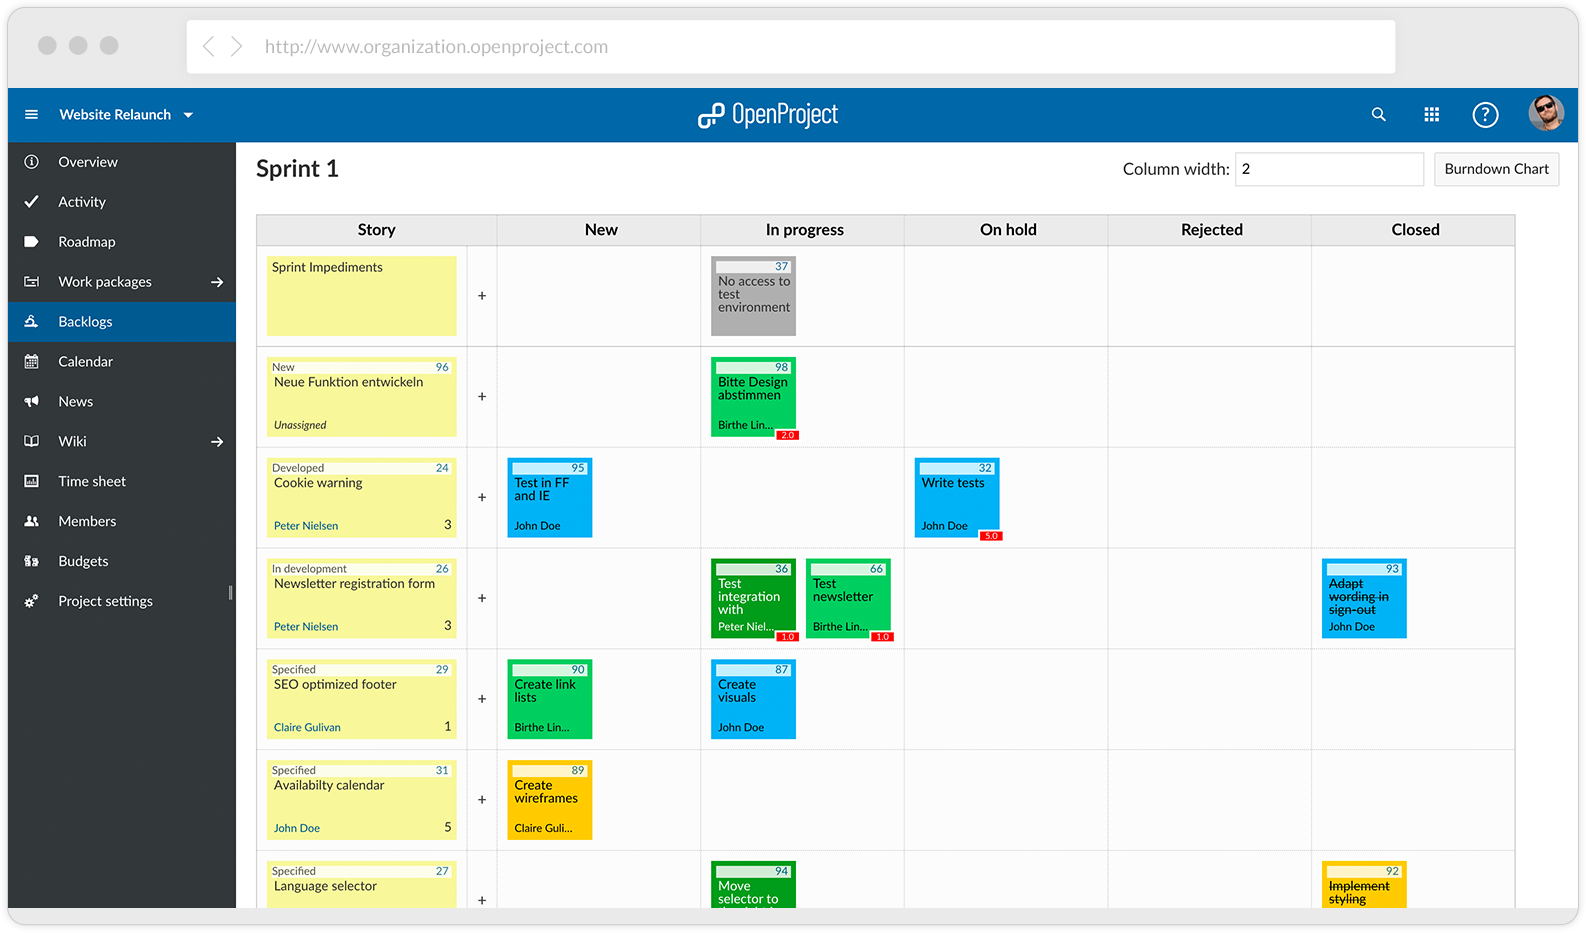 http://www.organization.openproject.com
Website Relaunch
OpenProject
?
Overview
Activity
Roadmap
Work packages
Backlogs
Calendar
News
Wiki
Time sheet
Members
Budgets
Project settings
Sprint 1
Column width:
2
Burndown Chart
Story
New
In progress
On hold
Rejected
Closed
Sprint Impediments
+
37
No access to
test
environment
New
96
Neue Funktion entwickeln
Unassigned
+
98
Bitte Design
abstimmen
Birthe Lin...
2.0
Developed
24
Cookie warning
Peter Nielsen
3
+
95
Test in FF
and IE
John Doe
32
Write tests
John Doe
5.0
In development
26
Newsletter registration form
Peter Nielsen
3
+
36
Test
integration
with
Peter Niel...
1.0
66
Test
newsletter
Birthe Lin...
1.0
93
Adapt
wording in
sign-out
John Doe
Specified
29
SEO optimized footer
Claire Gulivan
1
+
90
Create link
lists
Birthe Lin...
87
Create
visuals
John Doe
Specified
31
Availabilty calendar
John Doe
5
+
89
Create
wireframes
Claire Guli...
Specified
27
Language selector
+
94
Move
selector to
92
Implement
styling